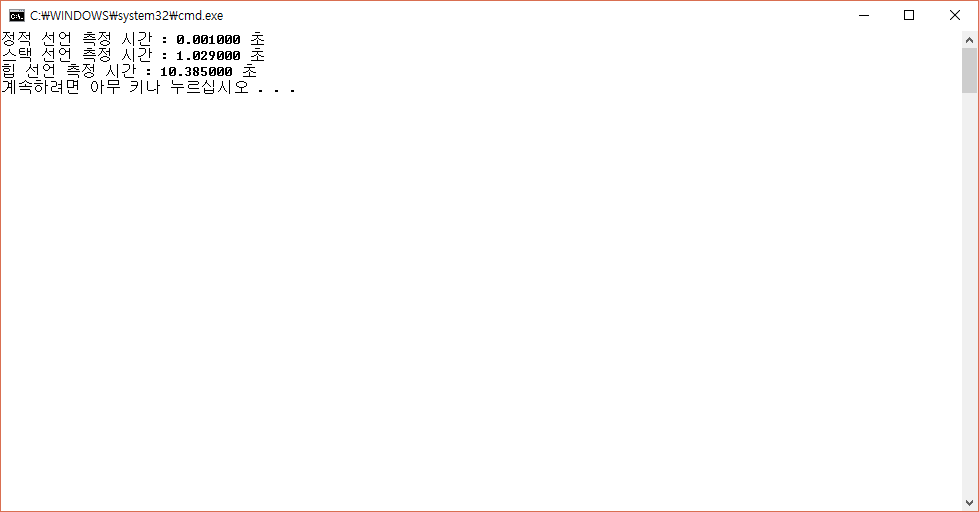 C:₩WINDOWS₩system32₩cmd.exe
정적 선언 측정 시간 : 0.001000 초
스택 선언 측정 시간 : 1.029000 초
힙 선언 측정 시간 : 10.385000 초
계속하려면 아무 키나 누르십시오 . . .